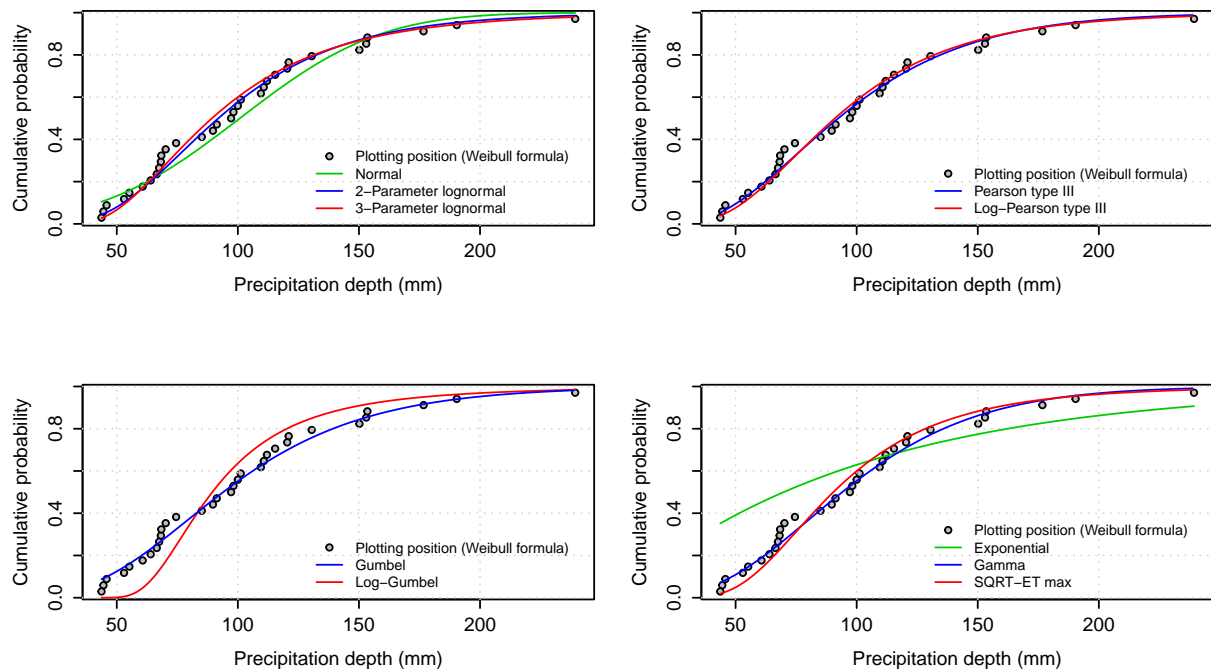 Cumulative probability
0.0
0.4
0.8
Plotting position (Weibull formula)
Normal
2−Parameter lognormal
3−Parameter lognormal
50
100
150
200
Precipitation depth (mm)
Cumulative probability
0.0
0.4
0.8
Plotting position (Weibull formula)
Pearson type III
Log−Pearson type III
50
100
150
200
Precipitation depth (mm)
Cumulative probability
0.0
0.4
0.8
Plotting position (Weibull formula)
Gumbel
Log−Gumbel
50
100
150
200
Precipitation depth (mm)
Cumulative probability
0.0
0.4
0.8
Plotting position (Weibull formula)
Exponential
Gamma
SQRT−ET max
50
100
150
200
Precipitation depth (mm)